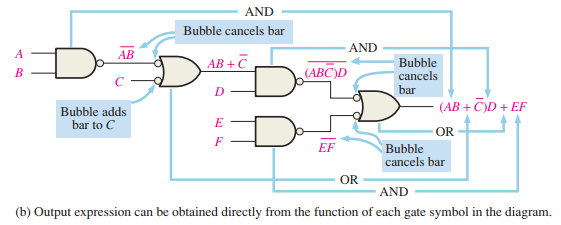 AND
Bubble cancels bar
A
B
A̅B̅
C
Bubble adds
bar to C
AB + C̅
D
(ABC̅)D
AND
Bubble
cancels
bar
(AB + C̅)D + EF
E
F
E̅F̅
OR
Bubble
cancels bar
OR
AND
(b) Output expression can be obtained directly from the function of each gate symbol in the diagram.